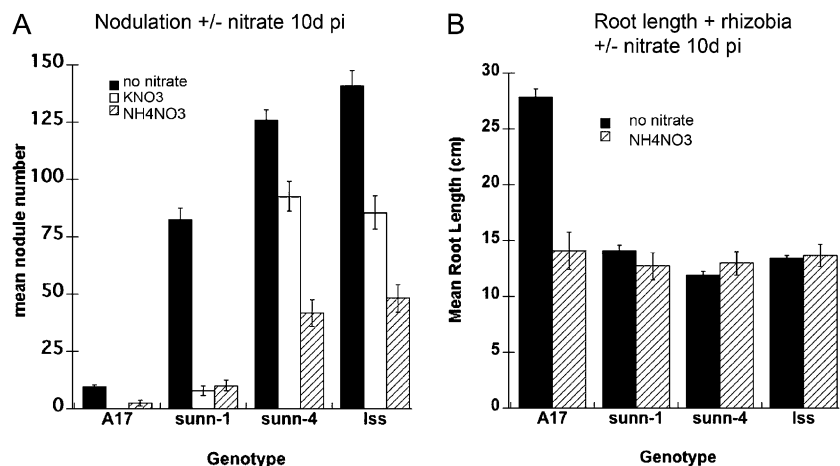 A
Nodulation +/- nitrate 10d pi
150
125
100
75
50
25
0
mean nodule number
no nitrate
KNO3
NH4NO3
A17 sunn-1 sunn-4 lss
Genotype
B
Root length + rhizobia
+/- nitrate 10d pi
30
28
25
20
15
13
10
5
0
Mean Root Length (cm)
no nitrate
NH4NO3
A17 sunn-1 sunn-4 lss
Genotype